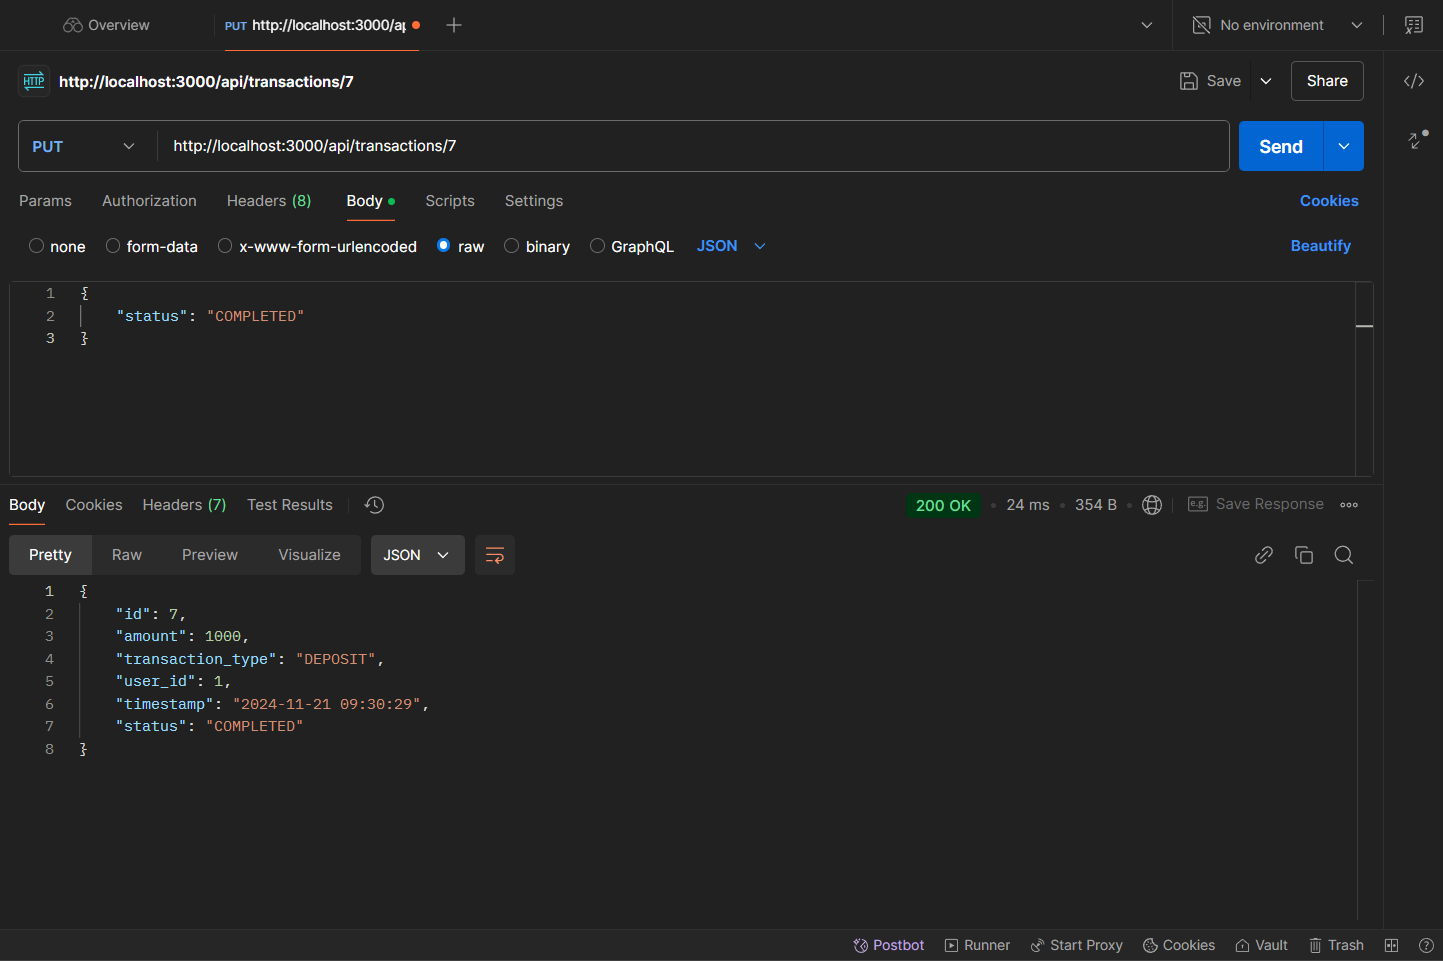 Overview
PUT http://localhost:3000/ap
No environment
HTTP http://localhost:3000/api/transactions/7
Save
Share
PUT
http://localhost:3000/api/transactions/7
Send
Params Authorization Headers (8) Body Scripts Settings
Cookies
none form-data x-www-form-urlencoded raw binary GraphQL JSON
Beautify
1 {
2 "status": "COMPLETED"
3 }
Body Cookies Headers (7) Test Results
200 OK 24 ms 354 B
e.g. Save Response
Pretty Raw Preview Visualize JSON
1 {
2 "id": 7,
3 "amount": 1000,
4 "transaction_type": "DEPOSIT",
5 "user_id": 1,
6 "timestamp": "2024-11-21 09:30:29",
7 "status": "COMPLETED"
8 }
Postbot Runner Start Proxy Cookies Vault Trash